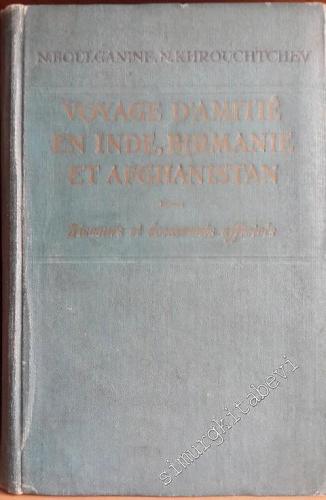 N. BOULGANINE, N. KHROUCHTCHEV
VOYAGE D'AMITIÉ
EN INDE, BIRMANIE
ET AFGHANISTAN
Discours et documents officiels
simurgkitabevi